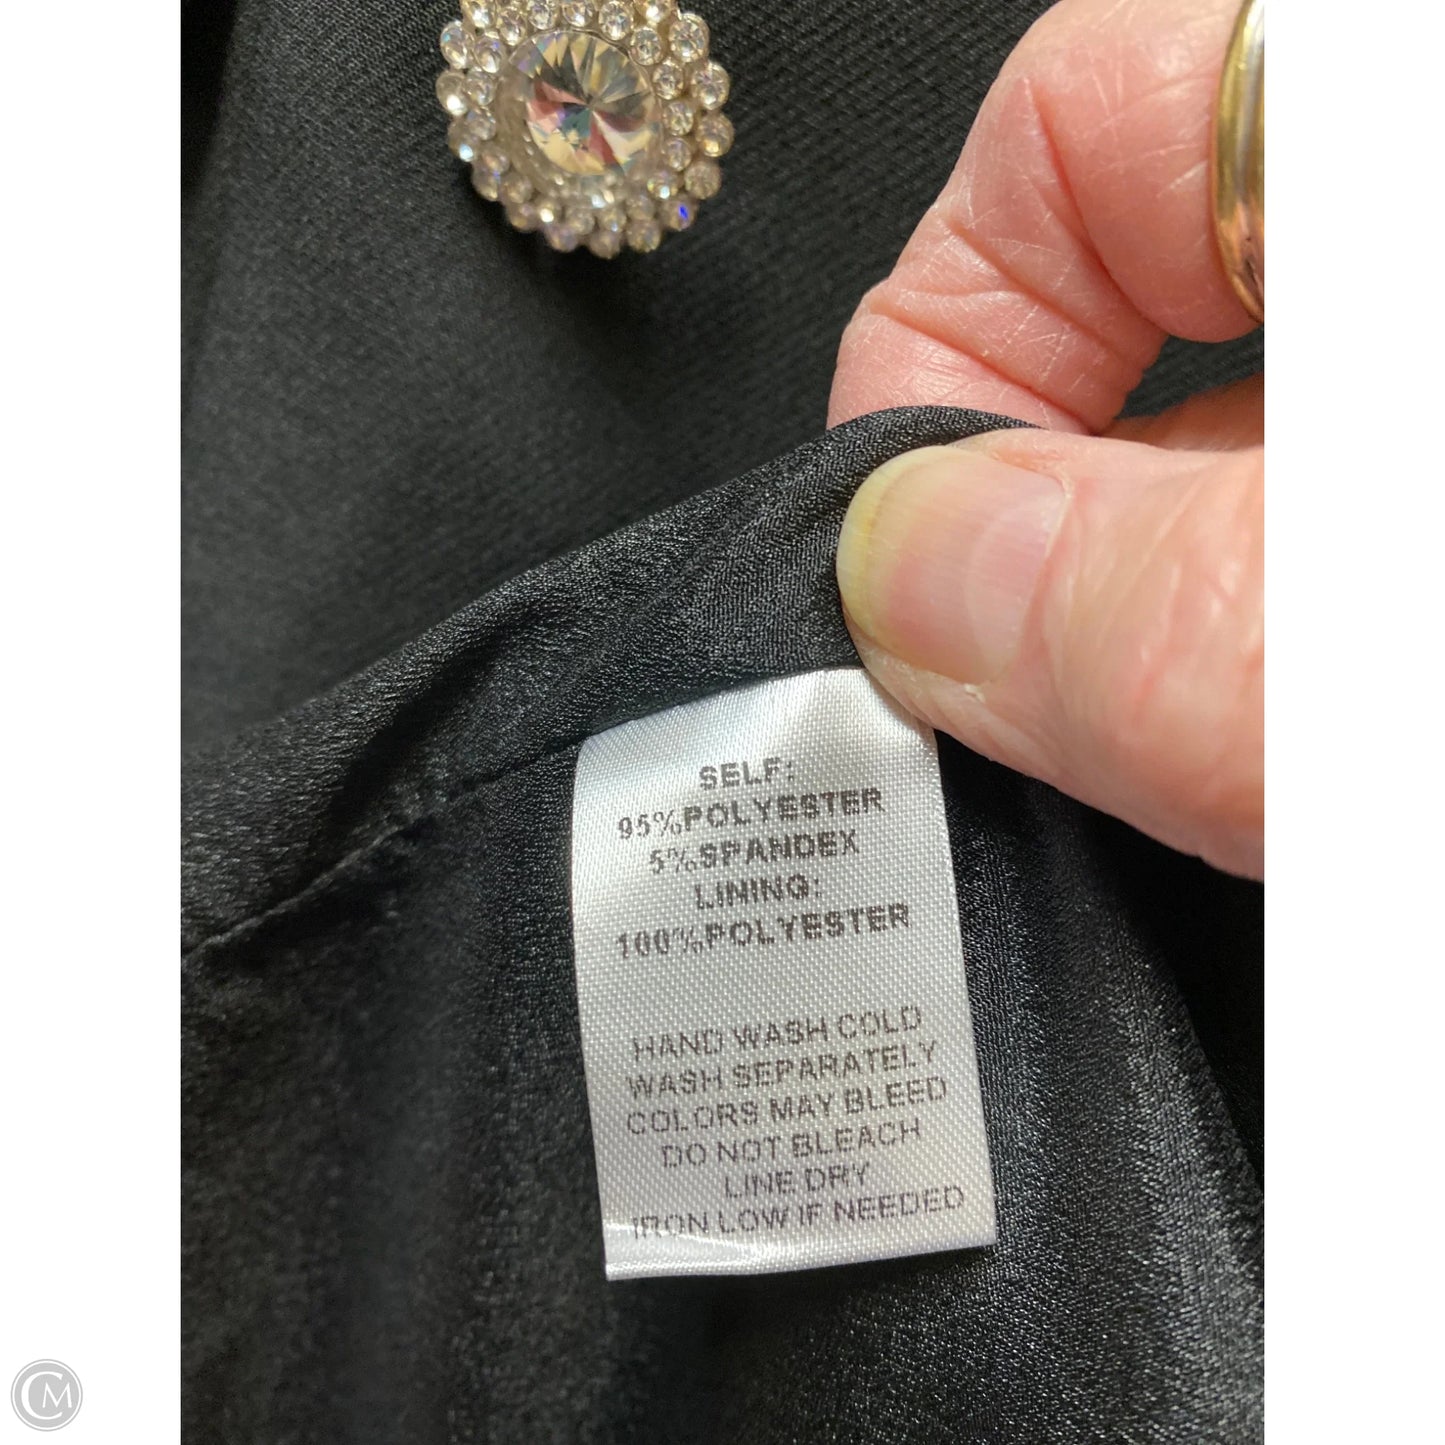 SELF:
95%POLYESTER
5%SPANDEX
LINING:
100%POLYESTER
HAND WASH COLD
WASH SEPARATELY
COLORS MAY BLEED
DO NOT BLEACH
LINE DRY
IRON LOW IF NEEDED
CM